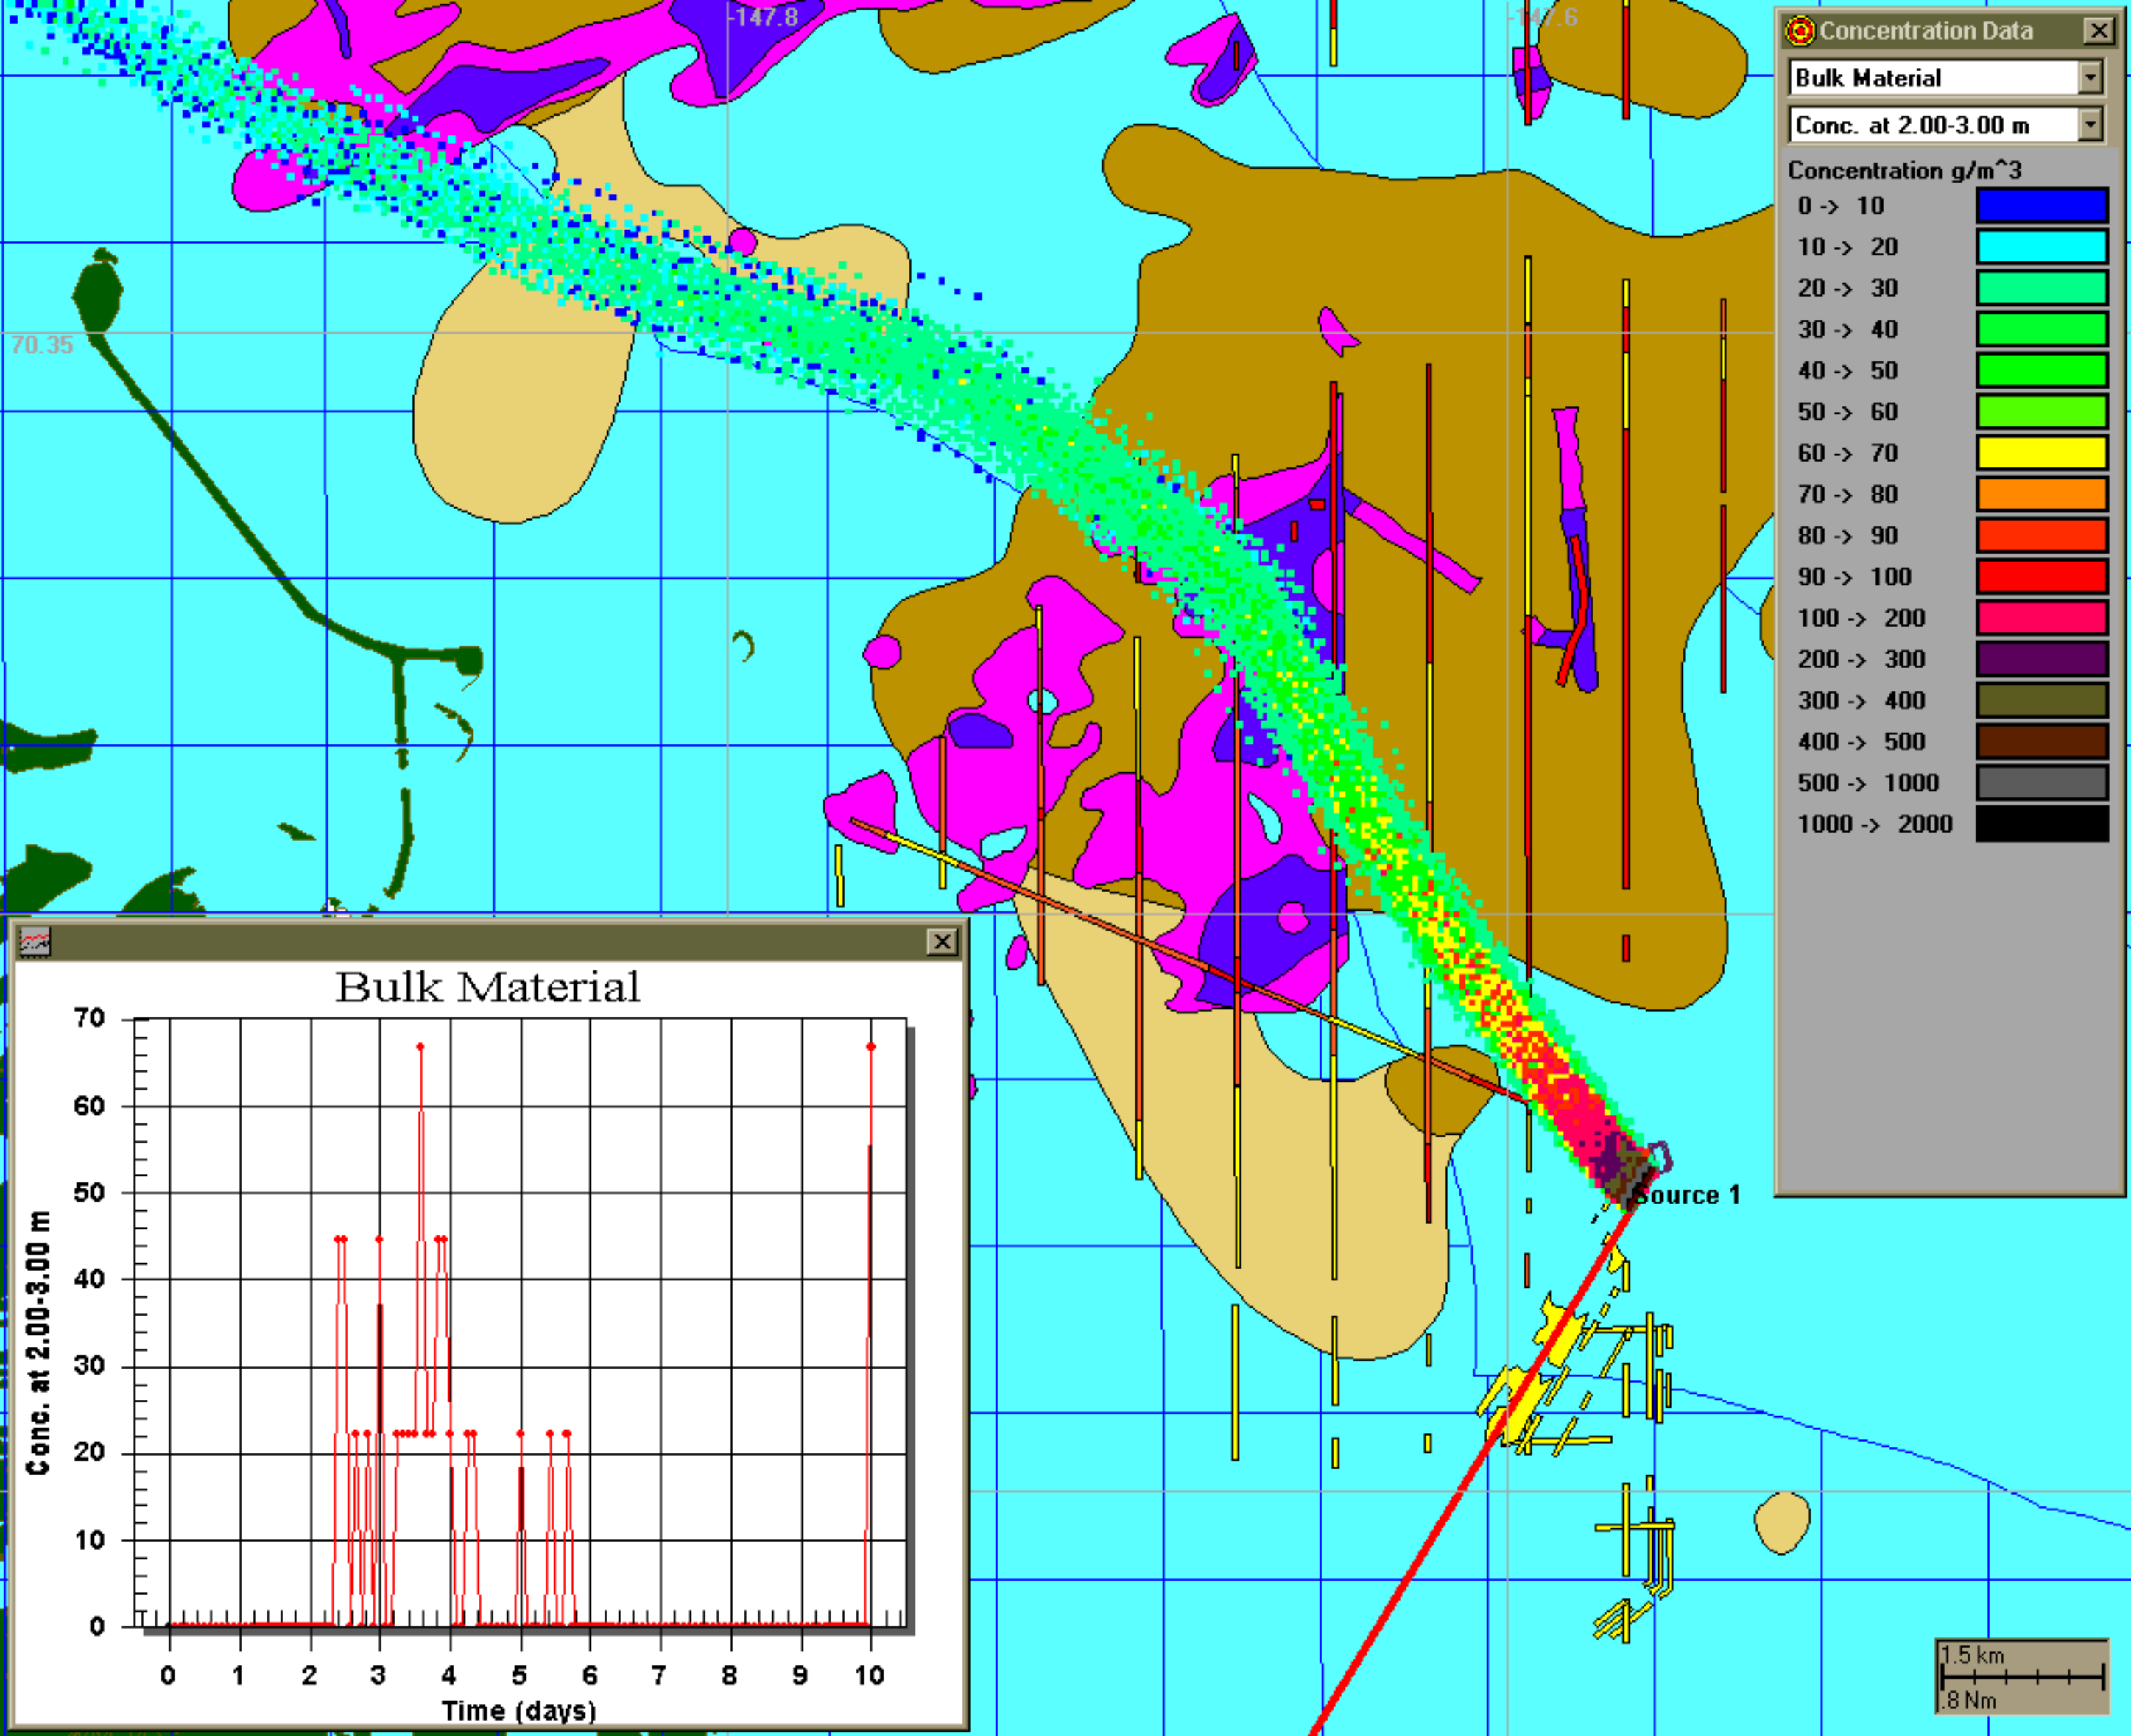 -147.8
-147.6
70.35
Source 1
Concentration Data
Bulk Material
Conc. at 2.00-3.00 m
Concentration g/m^3
0 -> 10
10 -> 20
20 -> 30
30 -> 40
40 -> 50
50 -> 60
60 -> 70
70 -> 80
80 -> 90
90 -> 100
100 -> 200
200 -> 300
300 -> 400
400 -> 500
500 -> 1000
1000 -> 2000
Bulk Material
70
60
50
40
30
20
10
0
Conc. at 2.00-3.00 m
0 1 2 3 4 5 6 7 8 9 10
Time (days)
1.5 km
.8 Nm